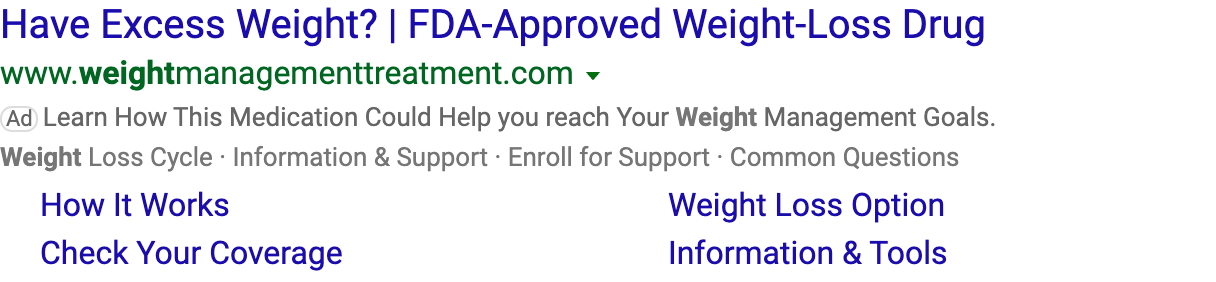 Have Excess Weight? | FDA-Approved Weight-Loss Drug
www.weightmanagementtreatment.com
Ad Learn How This Medication Could Help you reach Your Weight Management Goals.
Weight Loss Cycle · Information & Support · Enroll for Support · Common Questions
How It Works Weight Loss Option
Check Your Coverage Information & Tools